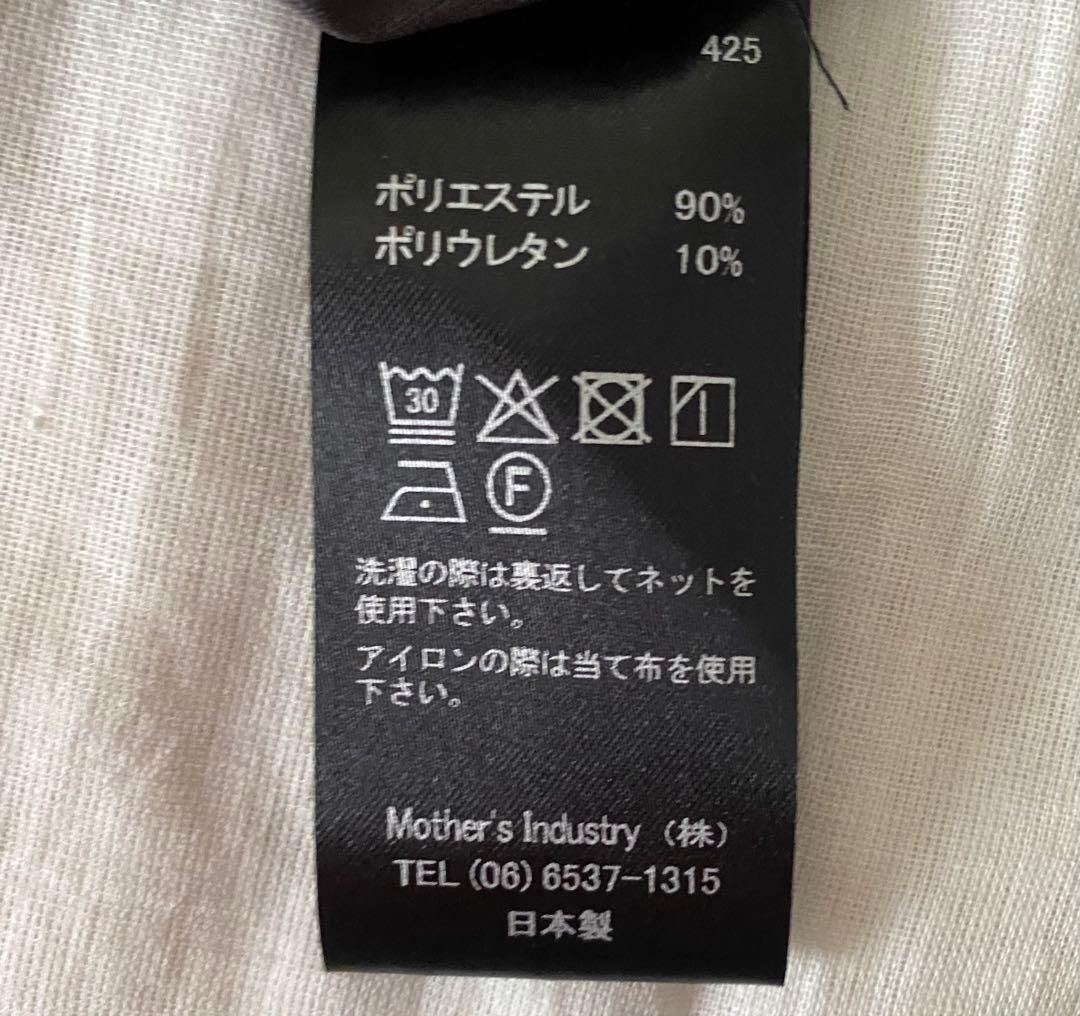 425
ポリエステル 90%
ポリウレタン 10%
30
F
洗濯の際は裏返してネットを
使用下さい。
アイロンの際は当て布を使用
下さい。
Mother's Industry（株）
TEL（06）6537-1315
日本製